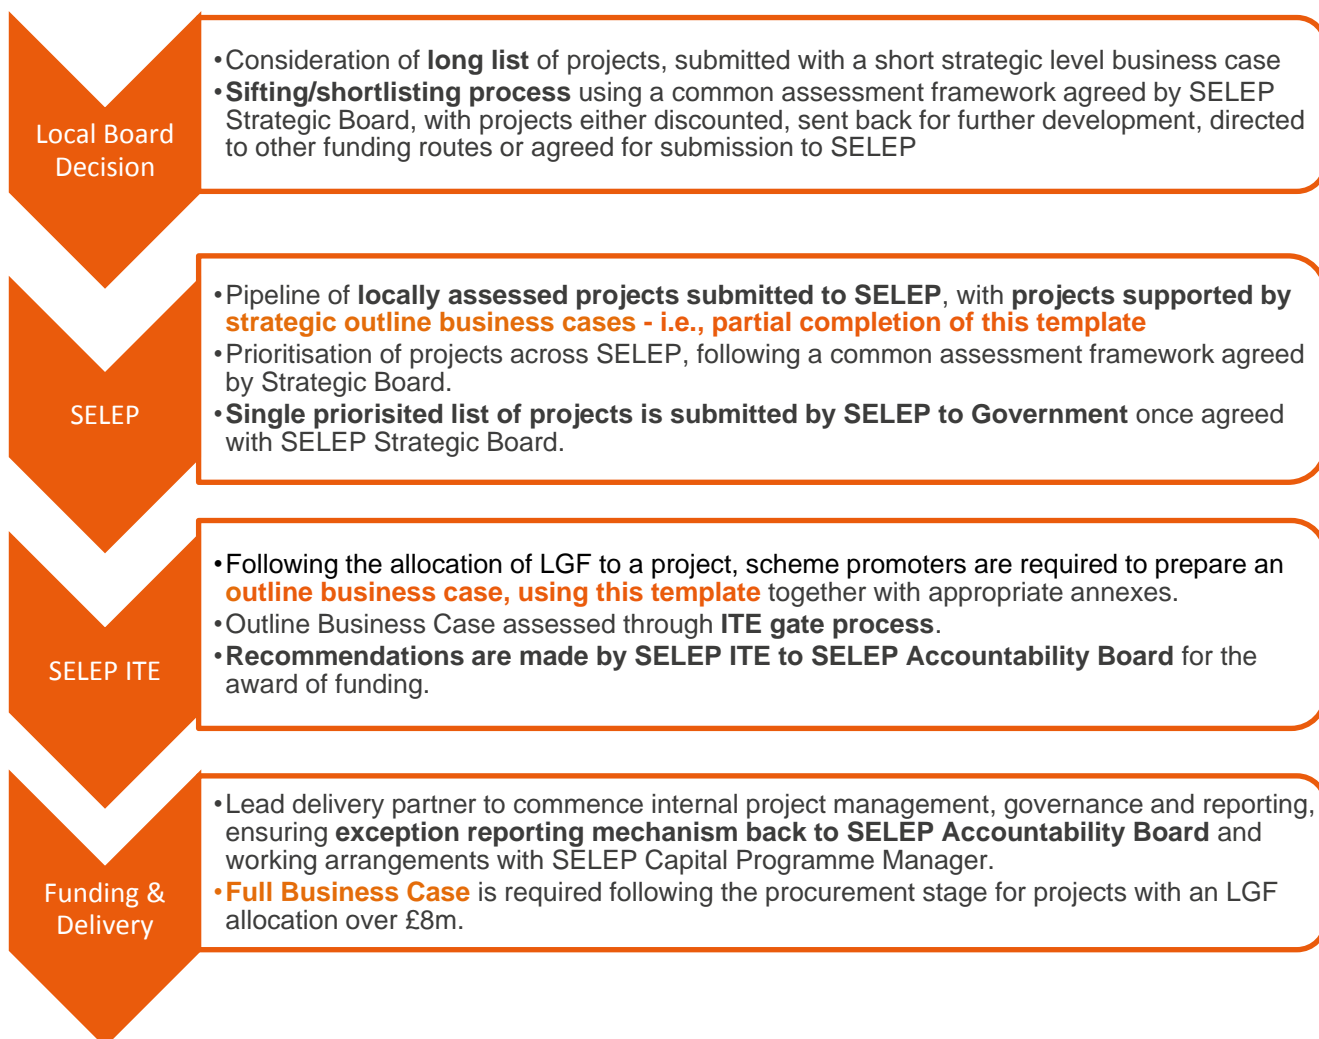 Local Board
Decision
•Consideration of long list of projects, submitted with a short strategic level business case
•Sifting/shortlisting process using a common assessment framework agreed by SELEP
Strategic Board, with projects either discounted, sent back for further development, directed
to other funding routes or agreed for submission to SELEP
SELEP
•Pipeline of locally assessed projects submitted to SELEP, with projects supported by
strategic outline business cases - i.e., partial completion of this template
•Prioritisation of projects across SELEP, following a common assessment framework agreed
by Strategic Board.
•Single priorisited list of projects is submitted by SELEP to Government once agreed
with SELEP Strategic Board.
SELEP ITE
•Following the allocation of LGF to a project, scheme promoters are required to prepare an
outline business case, using this template together with appropriate annexes.
•Outline Business Case assessed through ITE gate process.
•Recommendations are made by SELEP ITE to SELEP Accountability Board for the
award of funding.
Funding &
Delivery
•Lead delivery partner to commence internal project management, governance and reporting,
ensuring exception reporting mechanism back to SELEP Accountability Board and
working arrangements with SELEP Capital Programme Manager.
•Full Business Case is required following the procurement stage for projects with an LGF
allocation over £8m.